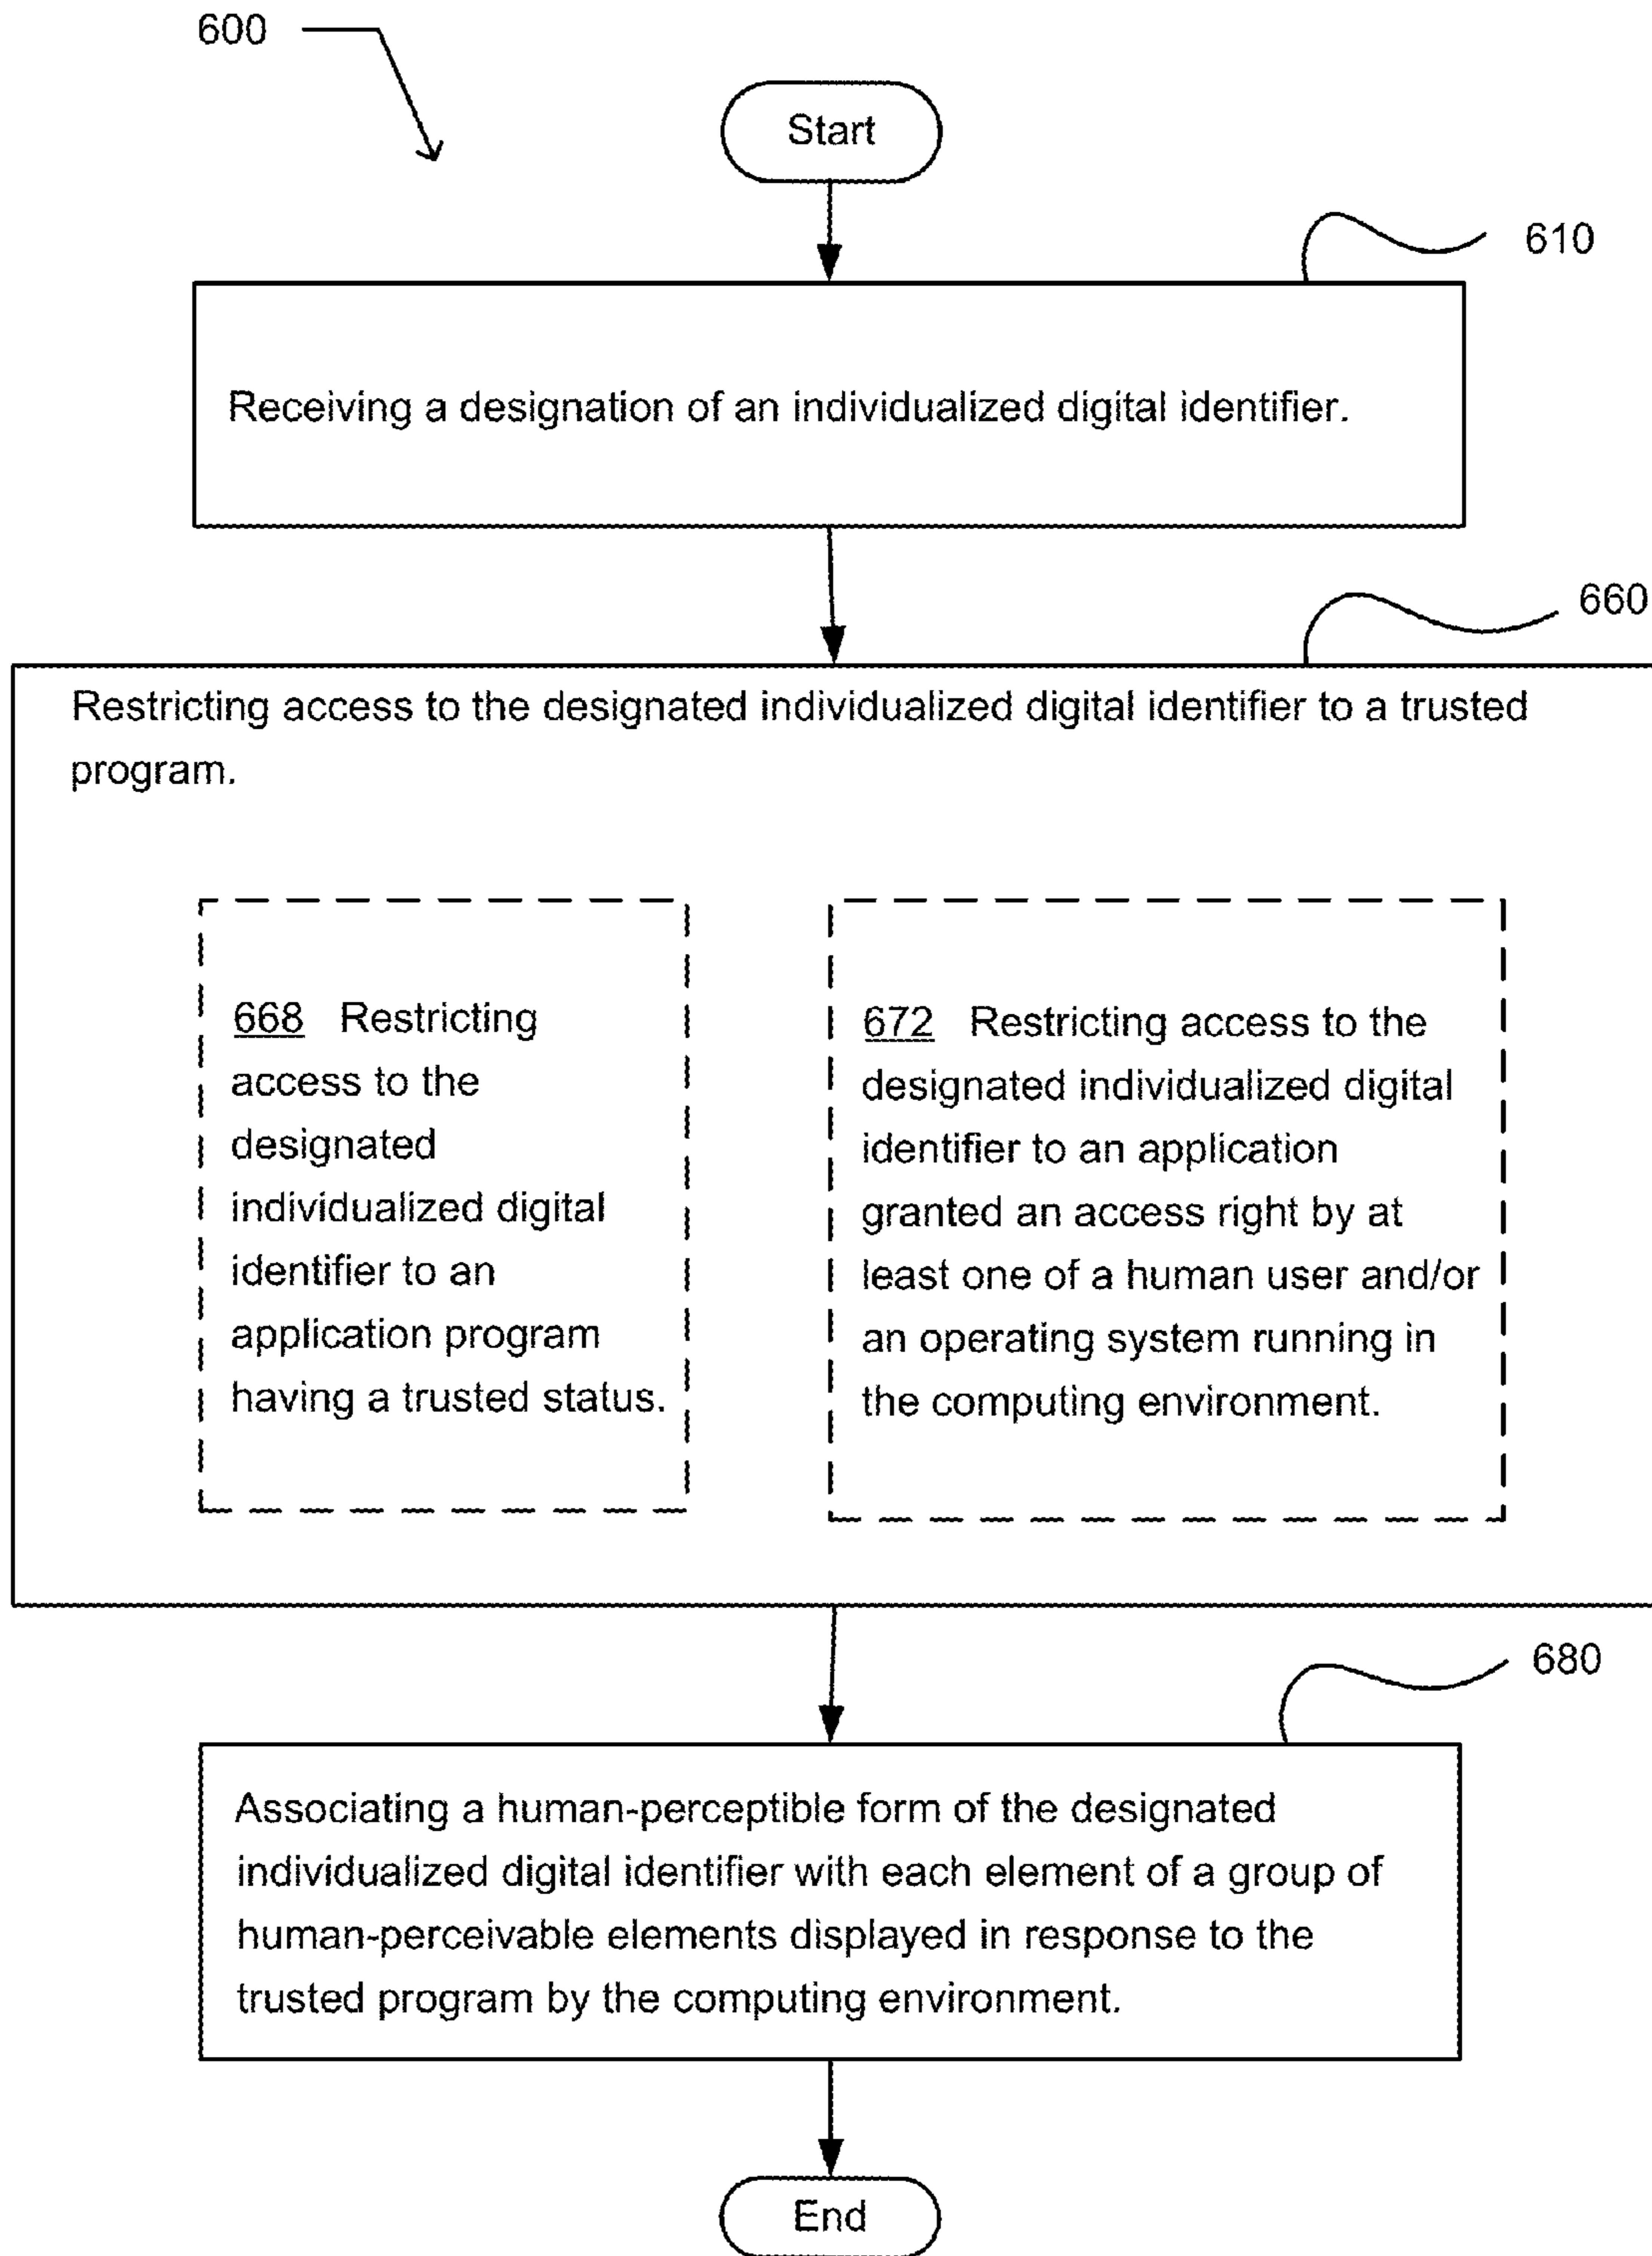 600
Start
610
Receiving a designation of an individualized digital identifier.
660
Restricting access to the designated individualized digital identifier to a trusted
program.
668 Restricting
access to the
designated
individualized digital
identifier to an
application program
having a trusted status.
672 Restricting access to the
designated individualized digital
identifier to an application
granted an access right by at
least one of a human user and/or
an operating system running in
the computing environment.
680
Associating a human-perceptible form of the designated
individualized digital identifier with each element of a group of
human-perceivable elements displayed in response to the
trusted program by the computing environment.
End